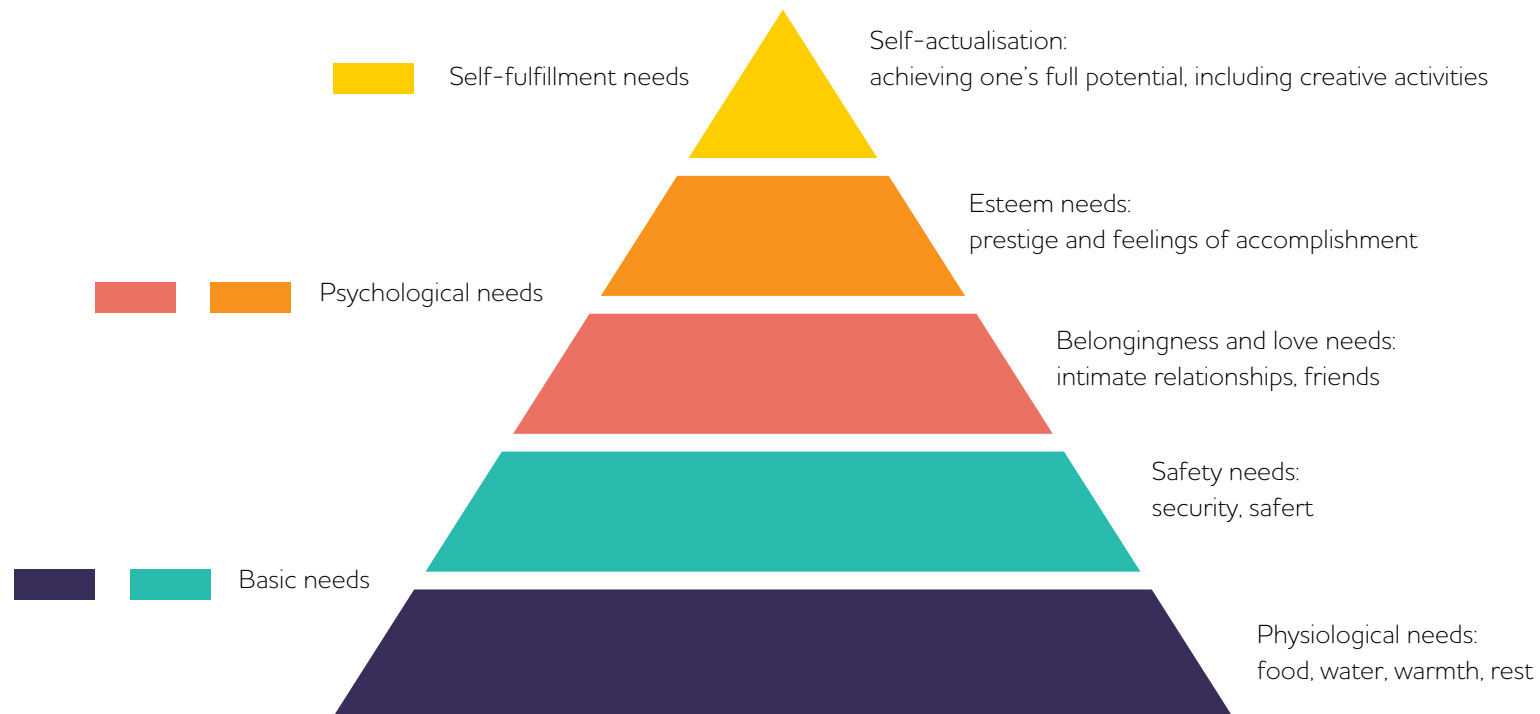 Self-actualisation:
Self-fulfillment needs
achieving one's full potential, including creative activities
Esteem needs:
prestige and feelings of accomplishment
Psychological needs
Belongingness and love needs:
intimate relationships, friends
Safety needs:
security, safert
Basic needs
Physiological needs:
food, water, warmth, rest